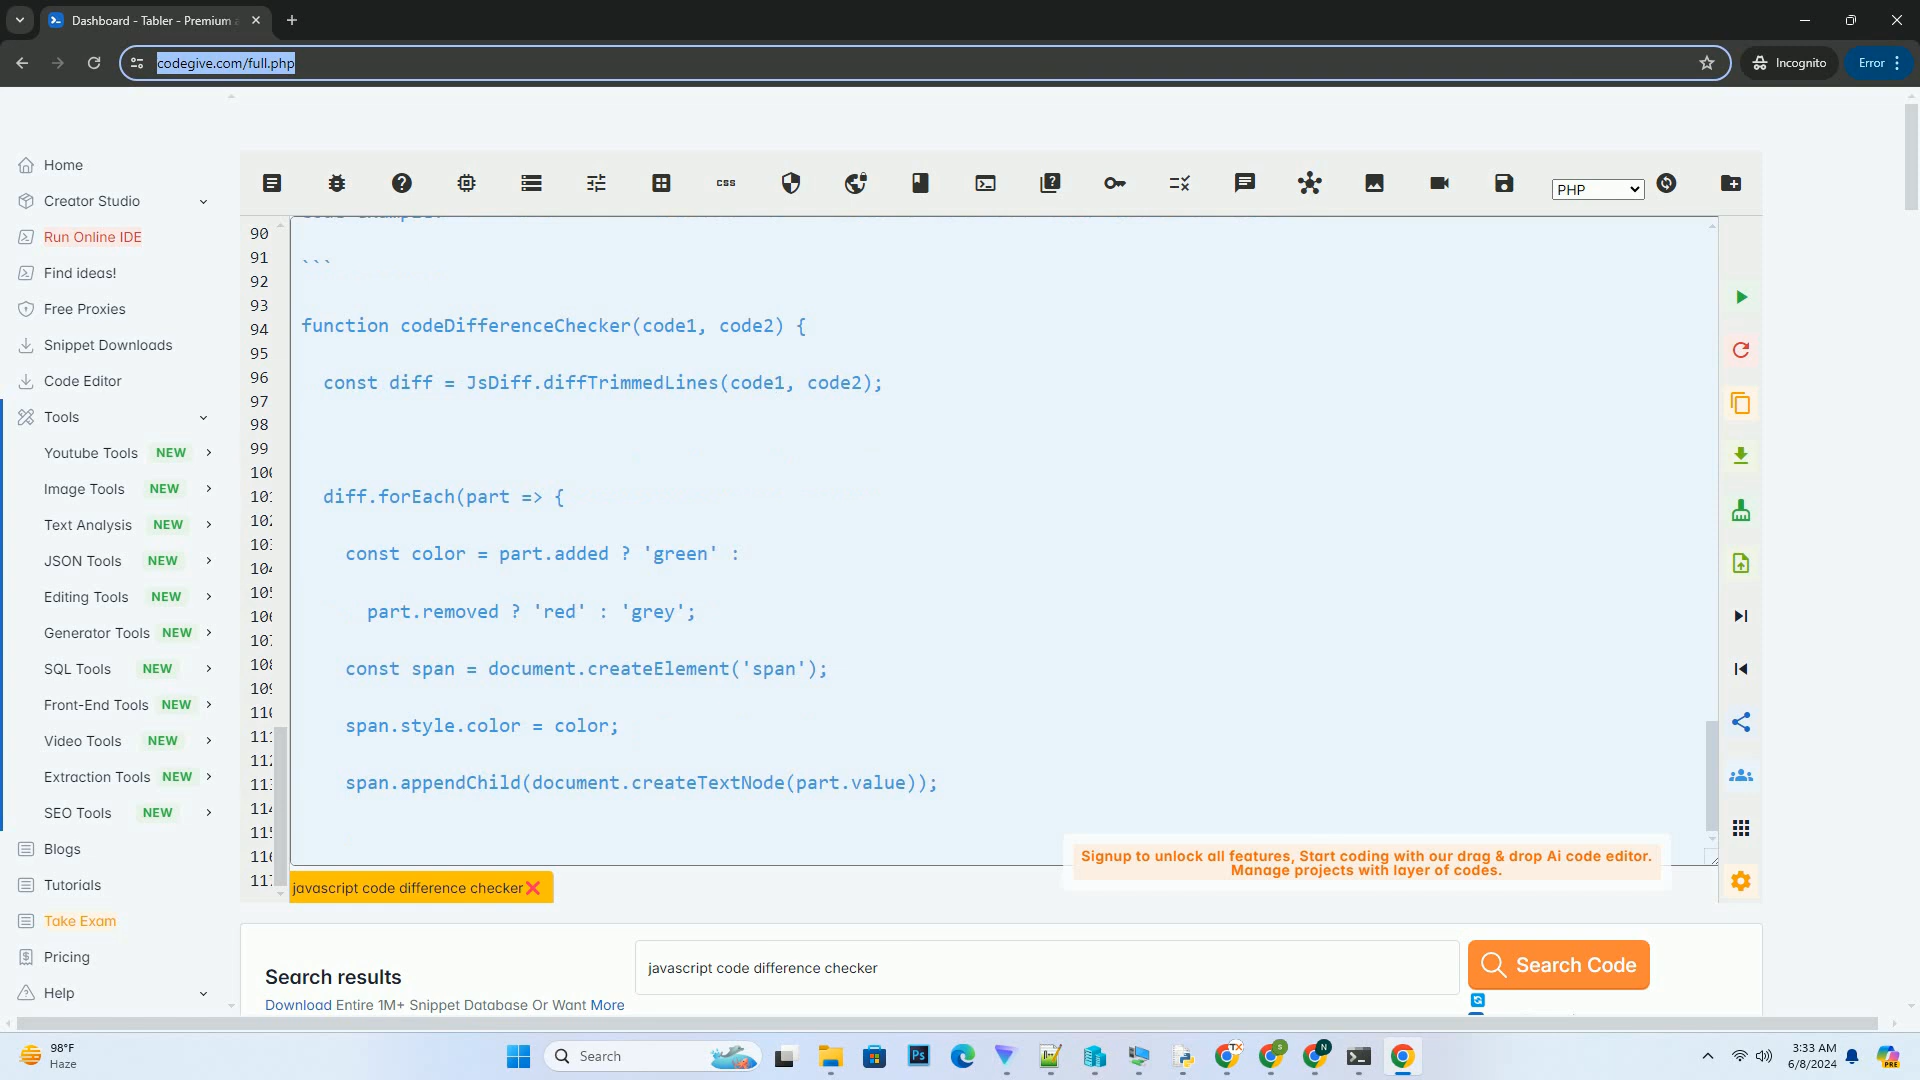 Dashboard - Tabler - Premium
codegive.com/full.php
Incognito
Error
Home
Creator Studio
Run Online IDE
Find ideas!
Free Proxies
Snippet Downloads
Code Editor
Tools
Youtube Tools NEW
Image Tools NEW
Text Analysis NEW
JSON Tools NEW
Editing Tools NEW
Generator Tools NEW
SQL Tools NEW
Front-End Tools NEW
Video Tools NEW
Extraction Tools NEW
SEO Tools NEW
Blogs
Tutorials
Take Exam
Pricing
Help
css
PHP
90
91
92
93
94
95
96
97
98
99
```
function codeDifferenceChecker(code1, code2) {
const diff = JsDiff.diffTrimmedLines(code1, code2);
diff.forEach(part => {
const color = part.added ? 'green' :
part.removed ? 'red' : 'grey';
const span = document.createElement('span');
span.style.color = color;
span.appendChild(document.createTextNode(part.value));
Signup to unlock all features, Start coding with our drag & drop Ai code editor.
Manage projects with layer of codes.
javascript code difference checker
Search results
Download Entire 1M+ Snippet Database Or Want More
javascript code difference checker
Search Code
98°F
Haze
Search
3:33 AM
6/8/2024